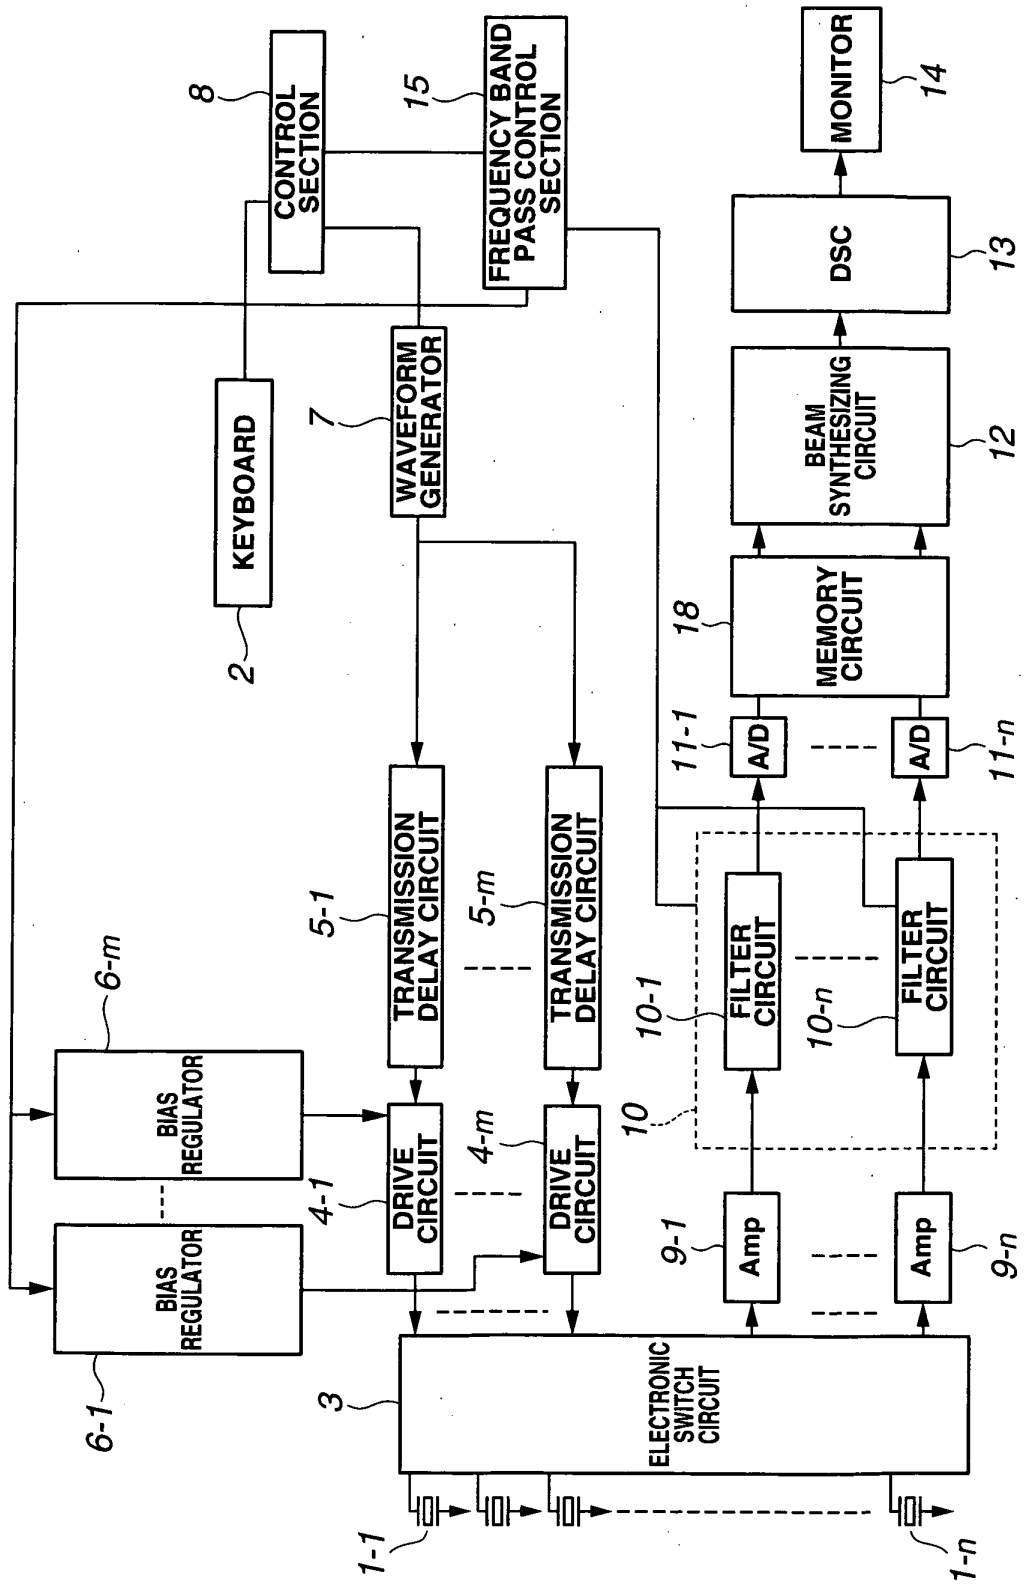 8
CONTROL
SECTION
15
FREQUENCY BAND
PASS CONTROL
SECTION
MONITOR
14
KEYBOARD
2
7
WAVEFORM
GENERATOR
DSC
13
BEAM
SYNTHESIZING
CIRCUIT
12
18
MEMORY
CIRCUIT
11-1
A/D
A/D
11-n
5-1
TRANSMISSION
DELAY CIRCUIT
5-m
TRANSMISSION
DELAY CIRCUIT
10-1
FILTER
CIRCUIT
10-n
FILTER
CIRCUIT
10
6-m
BIAS
REGULATOR
BIAS
REGULATOR
6-1
4-1
DRIVE
CIRCUIT
4-m
DRIVE
CIRCUIT
9-1
Amp
Amp
9-n
3
ELECTRONIC
SWITCH
CIRCUIT
1-1
1-n